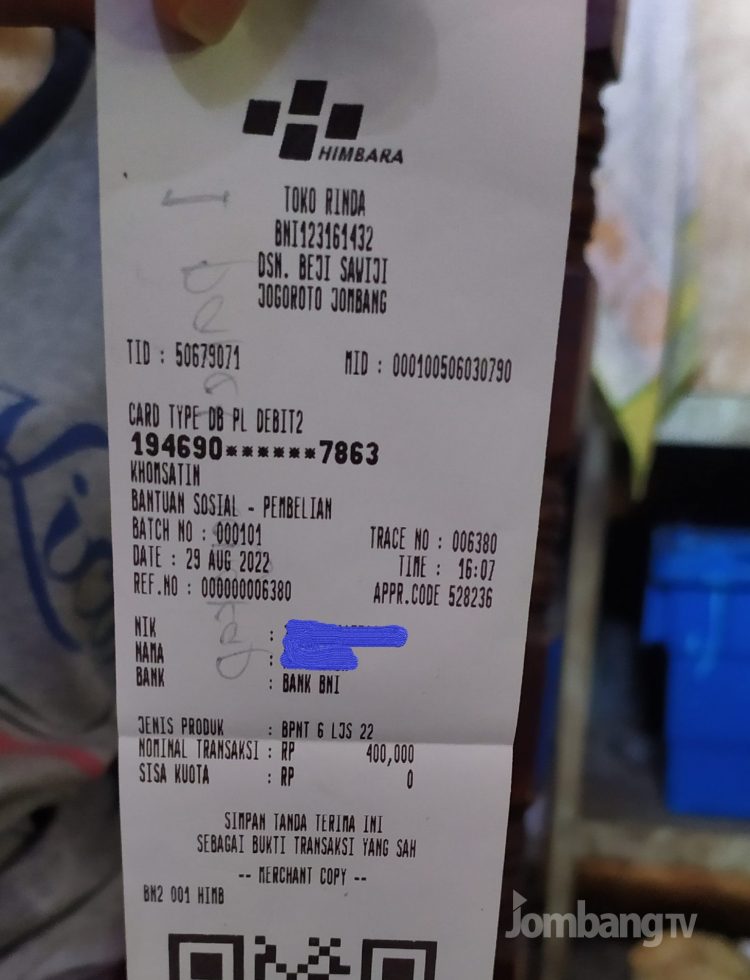 HIMBARA
TOKO RINDA
BNI123161432
DSN. BEJI SAWIJI
JOGOROTO JOMBANG
TID : 50679071 MID : 000100506030790
CARD TYPE DB PL DEBIT2
194690******7863
KHOMSATIN
BANTUAN SOSIAL - PEMBELIAN
BATCH NO : 000101 TRACE NO : 006380
DATE : 29 AUG 2022 TIME : 16:07
REF.NO : 000000006380 APPR.CODE 528236
NIK :
NAMA :
BANK : BANK BNI
JENIS PRODUK : BPNT 6 LJS 22
NOMINAL TRANSAKSI : RP 400,000
SISA KUOTA : RP 0
SIMPAN TANDA TERIMA INI
SEBAGAI BUKTI TRANSAKSI YANG SAH
-- MERCHANT COPY --
BN2 001 HIMB
JombangTV